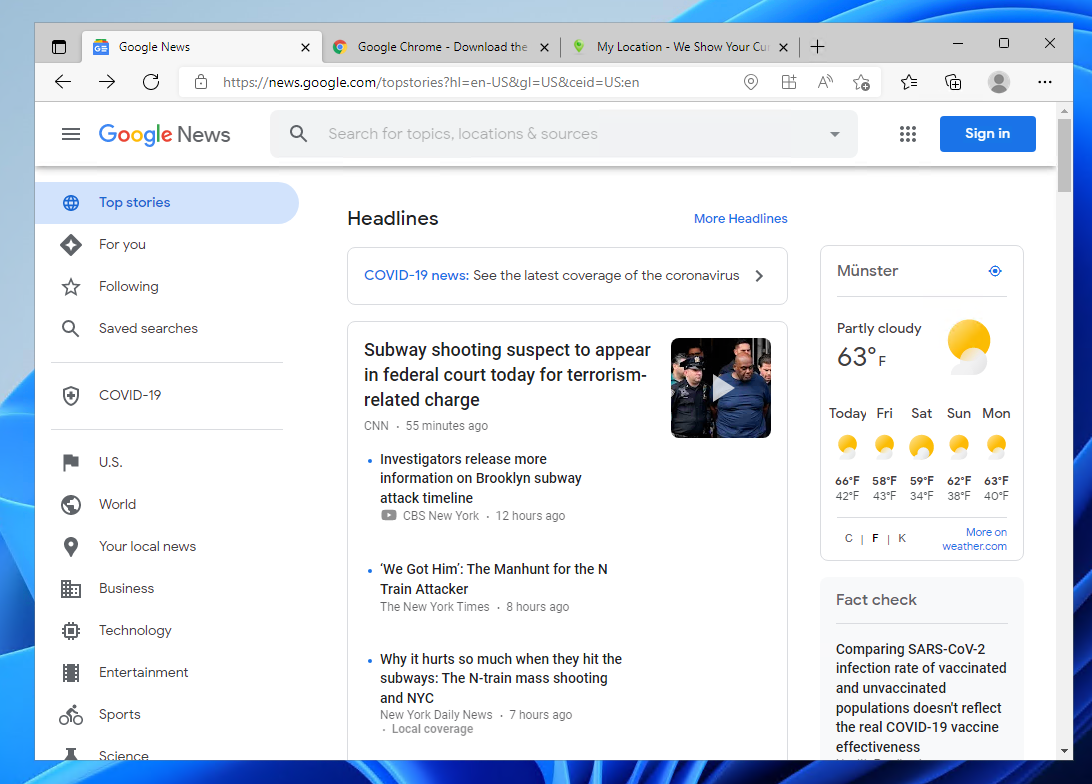 Google News
Google Chrome - Download the
My Location - We Show Your Cu
https://news.google.com/topstories?hl=en-US&gl=US&ceid=US:en
Google News
Search for topics, locations & sources
Sign in
Top stories
For you
Following
Saved searches
COVID-19
U.S.
World
Your local news
Business
Technology
Entertainment
Sports
Science
Headlines
More Headlines
COVID-19 news: See the latest coverage of the coronavirus
Subway shooting suspect to appear
in federal court today for terrorism-
related charge
CNN · 55 minutes ago
• Investigators release more
information on Brooklyn subway
attack timeline
CBS New York · 12 hours ago
• ‘We Got Him’: The Manhunt for the N
Train Attacker
The New York Times · 8 hours ago
• Why it hurts so much when they hit the
subways: The N-train mass shooting
and NYC
New York Daily News · 7 hours ago
· Local coverage
Münster
Partly cloudy
63°F
Today Fri Sat Sun Mon
66°F 58°F 59°F 62°F 63°F
42°F 43°F 34°F 38°F 40°F
C | F | K
More on
weather.com
Fact check
Comparing SARS-CoV-2
infection rate of vaccinated
and unvaccinated
populations doesn't reflect
the real COVID-19 vaccine
effectiveness